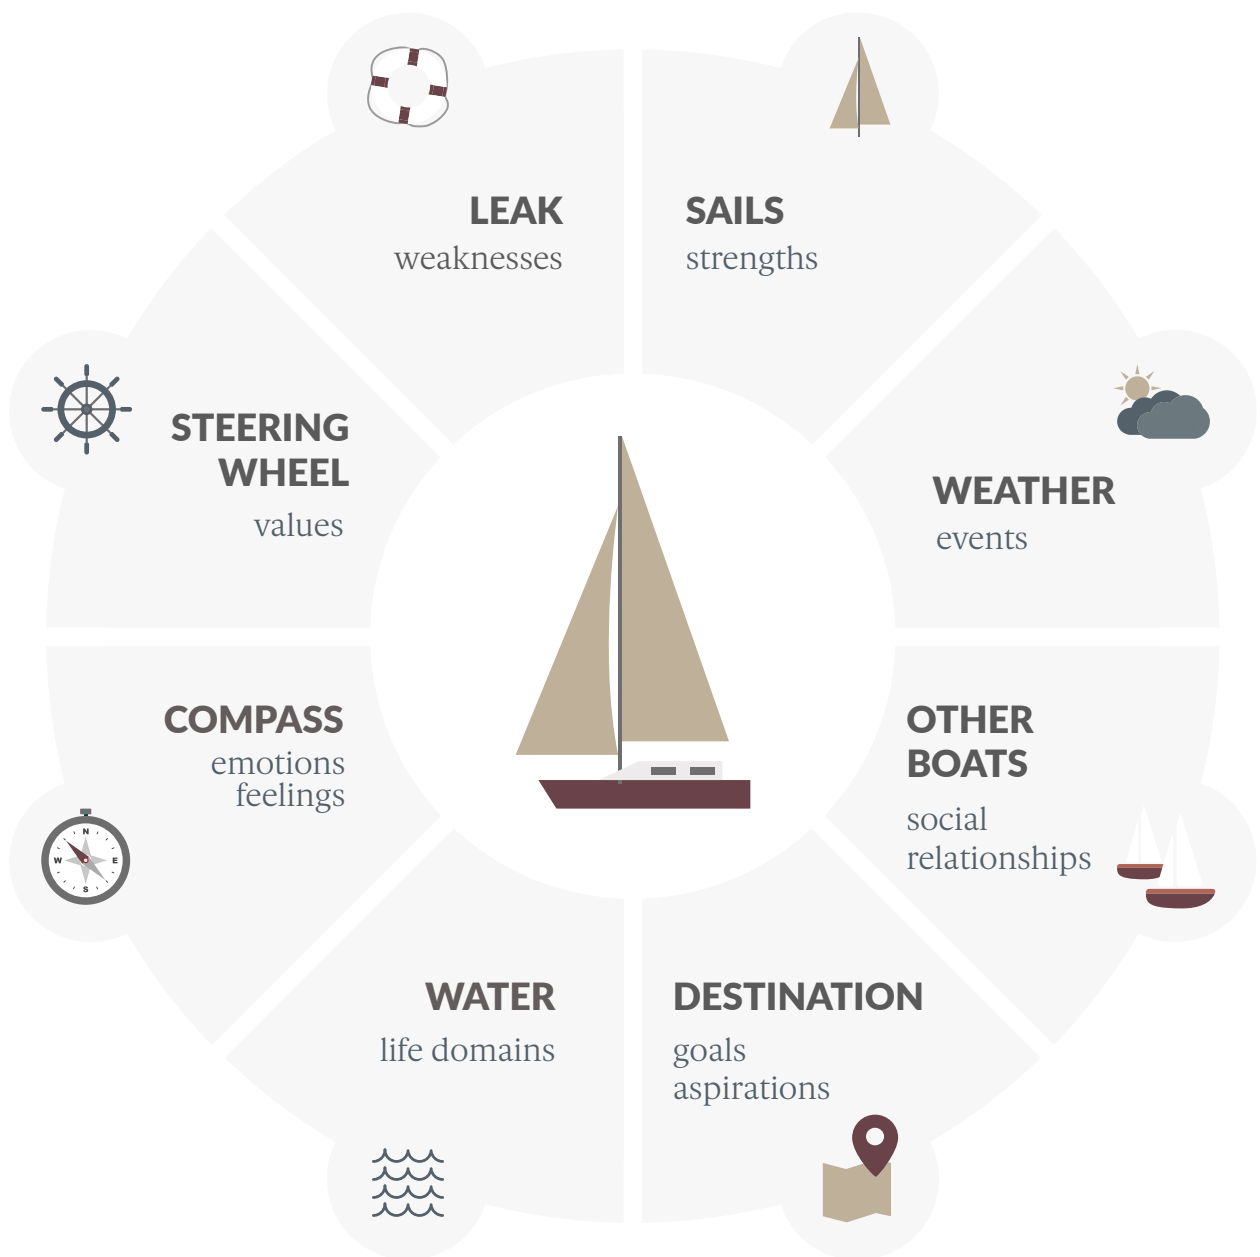 LEAK
weaknesses
SAILS
strengths
STEERING
WHEEL
values
WEATHER
events
COMPASS
emotions
feelings
N
W
E
S
OTHER
BOATS
social
relationships
WATER
life domains
DESTINATION
goals
aspirations